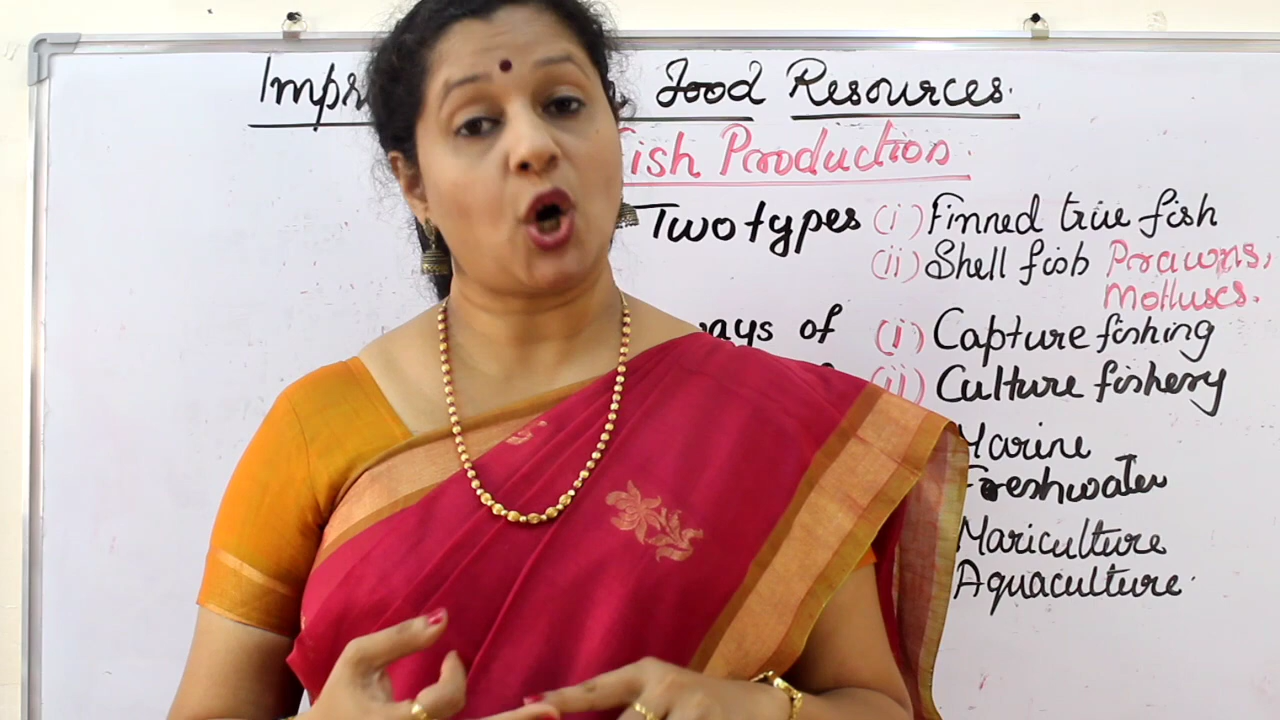 Food Resources.
ish Production.
Two types (i) Finned true fish
(ii) Shell fish Prawns,
Molluscs.
ays of (i) Capture fishing
(ii) Culture fishery
Marine
Freshwater
Mariculture
Aquaculture.